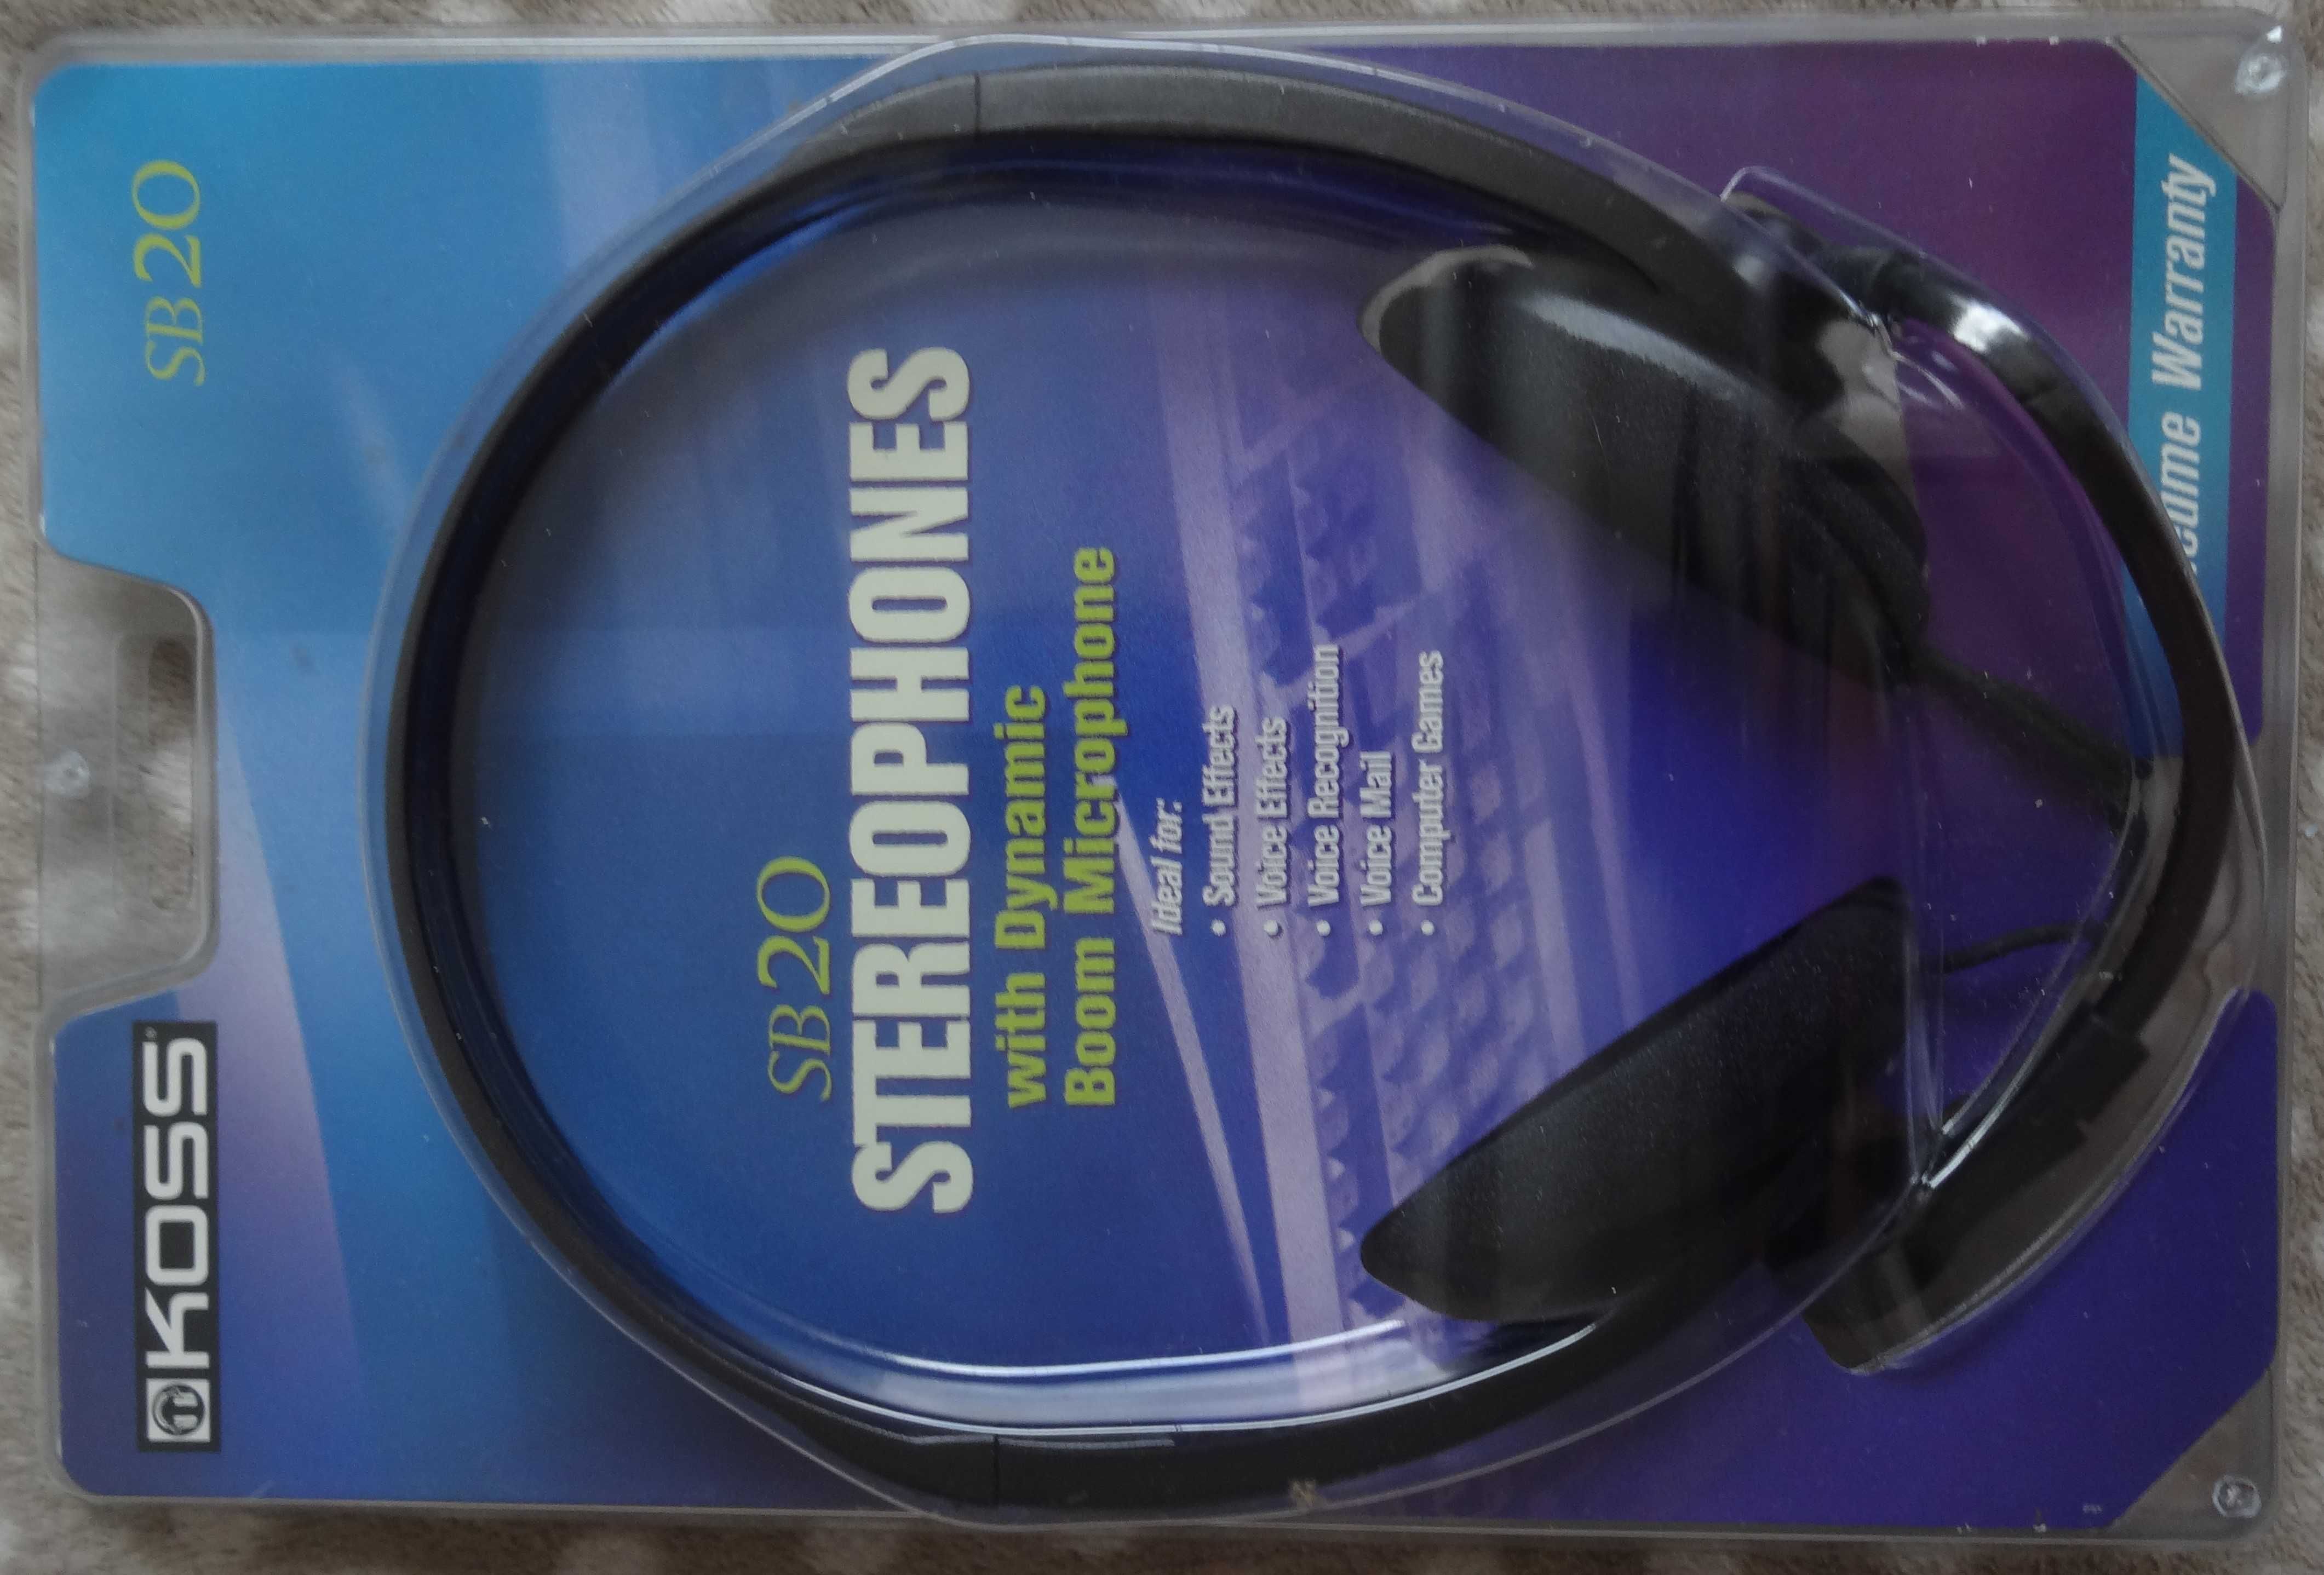 KOSS®
SB20
SB20
STEREOPHONES
with Dynamic
Boom Microphone
Ideal for:
• Sound Effects
• Voice Effects
• Voice Recognition
• Voice Mail
• Computer Games
Warranty